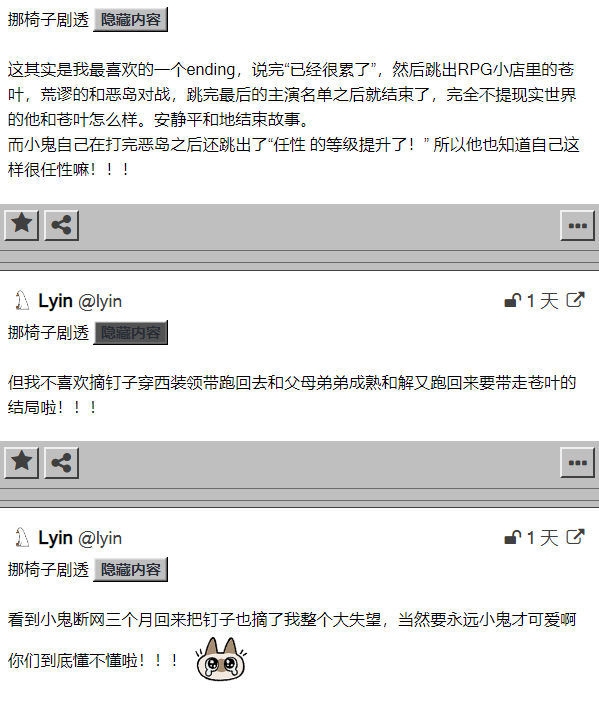 挪椅子剧透 隐藏内容
这其实是我最喜欢的一个ending，说完“已经很累了”，然后跳出RPG小店里的苍
叶，荒谬的和恶岛对战，跳完最后的主演名单之后就结束了，完全不提现实世界
的他和苍叶怎么样。安静平和地结束故事。
而小鬼自己在打完恶岛之后还跳出了“任性 的等级提升了！” 所以他也知道自己这
样很任性嘛！！！
Lyin @lyin 1 天
挪椅子剧透 隐藏内容
但我不喜欢摘钉子穿西装领带跑回去和父母弟弟成熟和解又跑回来要带走苍叶的
结局啦！！！
Lyin @lyin 1 天
挪椅子剧透 隐藏内容
看到小鬼断网三个月回来把钉子也摘了我整个大失望，当然要永远小鬼才可爱啊
你们到底懂不懂啦！！！